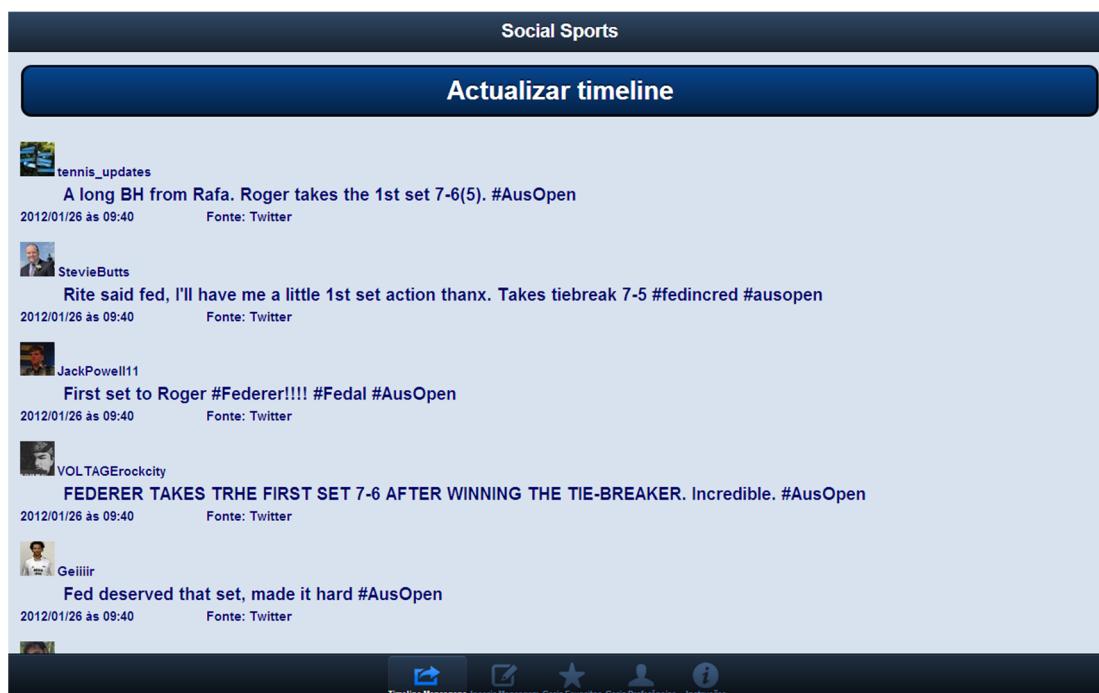 Social Sports
Actualizar timeline
tennis_updates
A long BH from Rafa. Roger takes the 1st set 7-6(5). #AusOpen
2012/01/26 às 09:40 Fonte: Twitter
StevieButts
Rite said fed, I'll have me a little 1st set action thanx. Takes tiebreak 7-5 #fedincred #ausopen
2012/01/26 às 09:40 Fonte: Twitter
JackPowell11
First set to Roger #Federer!!!! #Fedal #AusOpen
2012/01/26 às 09:40 Fonte: Twitter
VOLTAGErockcity
FEDERER TAKES TRHE FIRST SET 7-6 AFTER WINNING THE TIE-BREAKER. Incredible. #AusOpen
2012/01/26 às 09:40 Fonte: Twitter
Geiiiir
Fed deserved that set, made it hard #AusOpen
2012/01/26 às 09:40 Fonte: Twitter